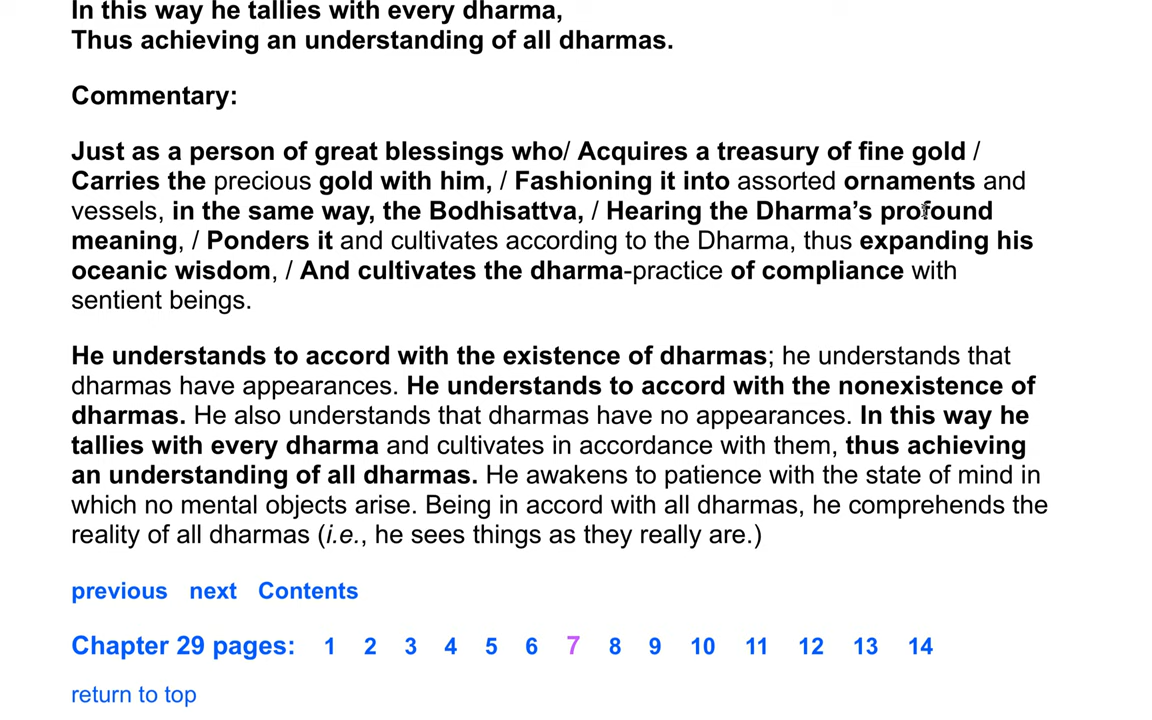 In this way he tallies with every dharma,
Thus achieving an understanding of all dharmas.
Commentary:
Just as a person of great blessings who/ Acquires a treasury of fine gold /
Carries the precious gold with him, / Fashioning it into assorted ornaments and
vessels, in the same way, the Bodhisattva, / Hearing the Dharma’s profound
meaning, / Ponders it and cultivates according to the Dharma, thus expanding his
oceanic wisdom, / And cultivates the dharma-practice of compliance with
sentient beings.
He understands to accord with the existence of dharmas; he understands that
dharmas have appearances. He understands to accord with the nonexistence of
dharmas. He also understands that dharmas have no appearances. In this way he
tallies with every dharma and cultivates in accordance with them, thus achieving
an understanding of all dharmas. He awakens to patience with the state of mind in
which no mental objects arise. Being in accord with all dharmas, he comprehends the
reality of all dharmas (i.e., he sees things as they really are.)
previous next Contents
Chapter 29 pages: 1 2 3 4 5 6 7 8 9 10 11 12 13 14
return to top